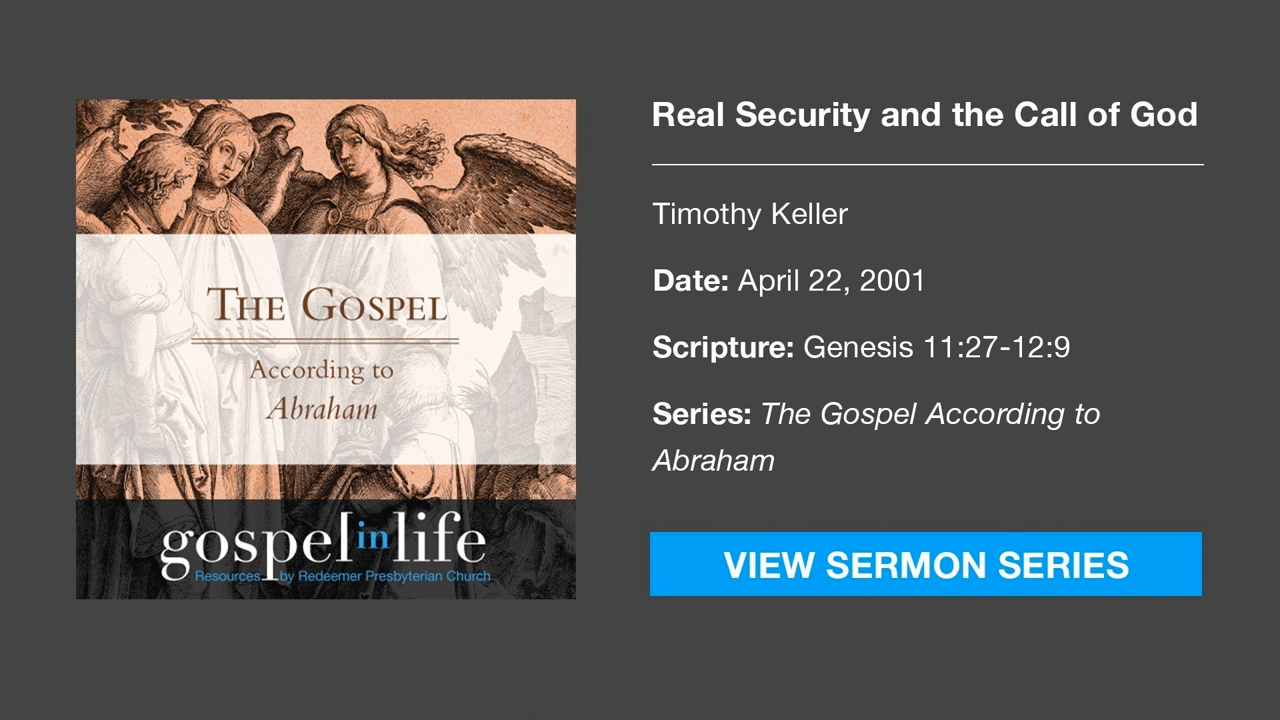 THE GOSPEL
According to
Abraham
gospel in life
Resources by Redeemer Presbyterian Church
Real Security and the Call of God
Timothy Keller
Date: April 22, 2001
Scripture: Genesis 11:27-12:9
Series: The Gospel According to
Abraham
VIEW SERMON SERIES